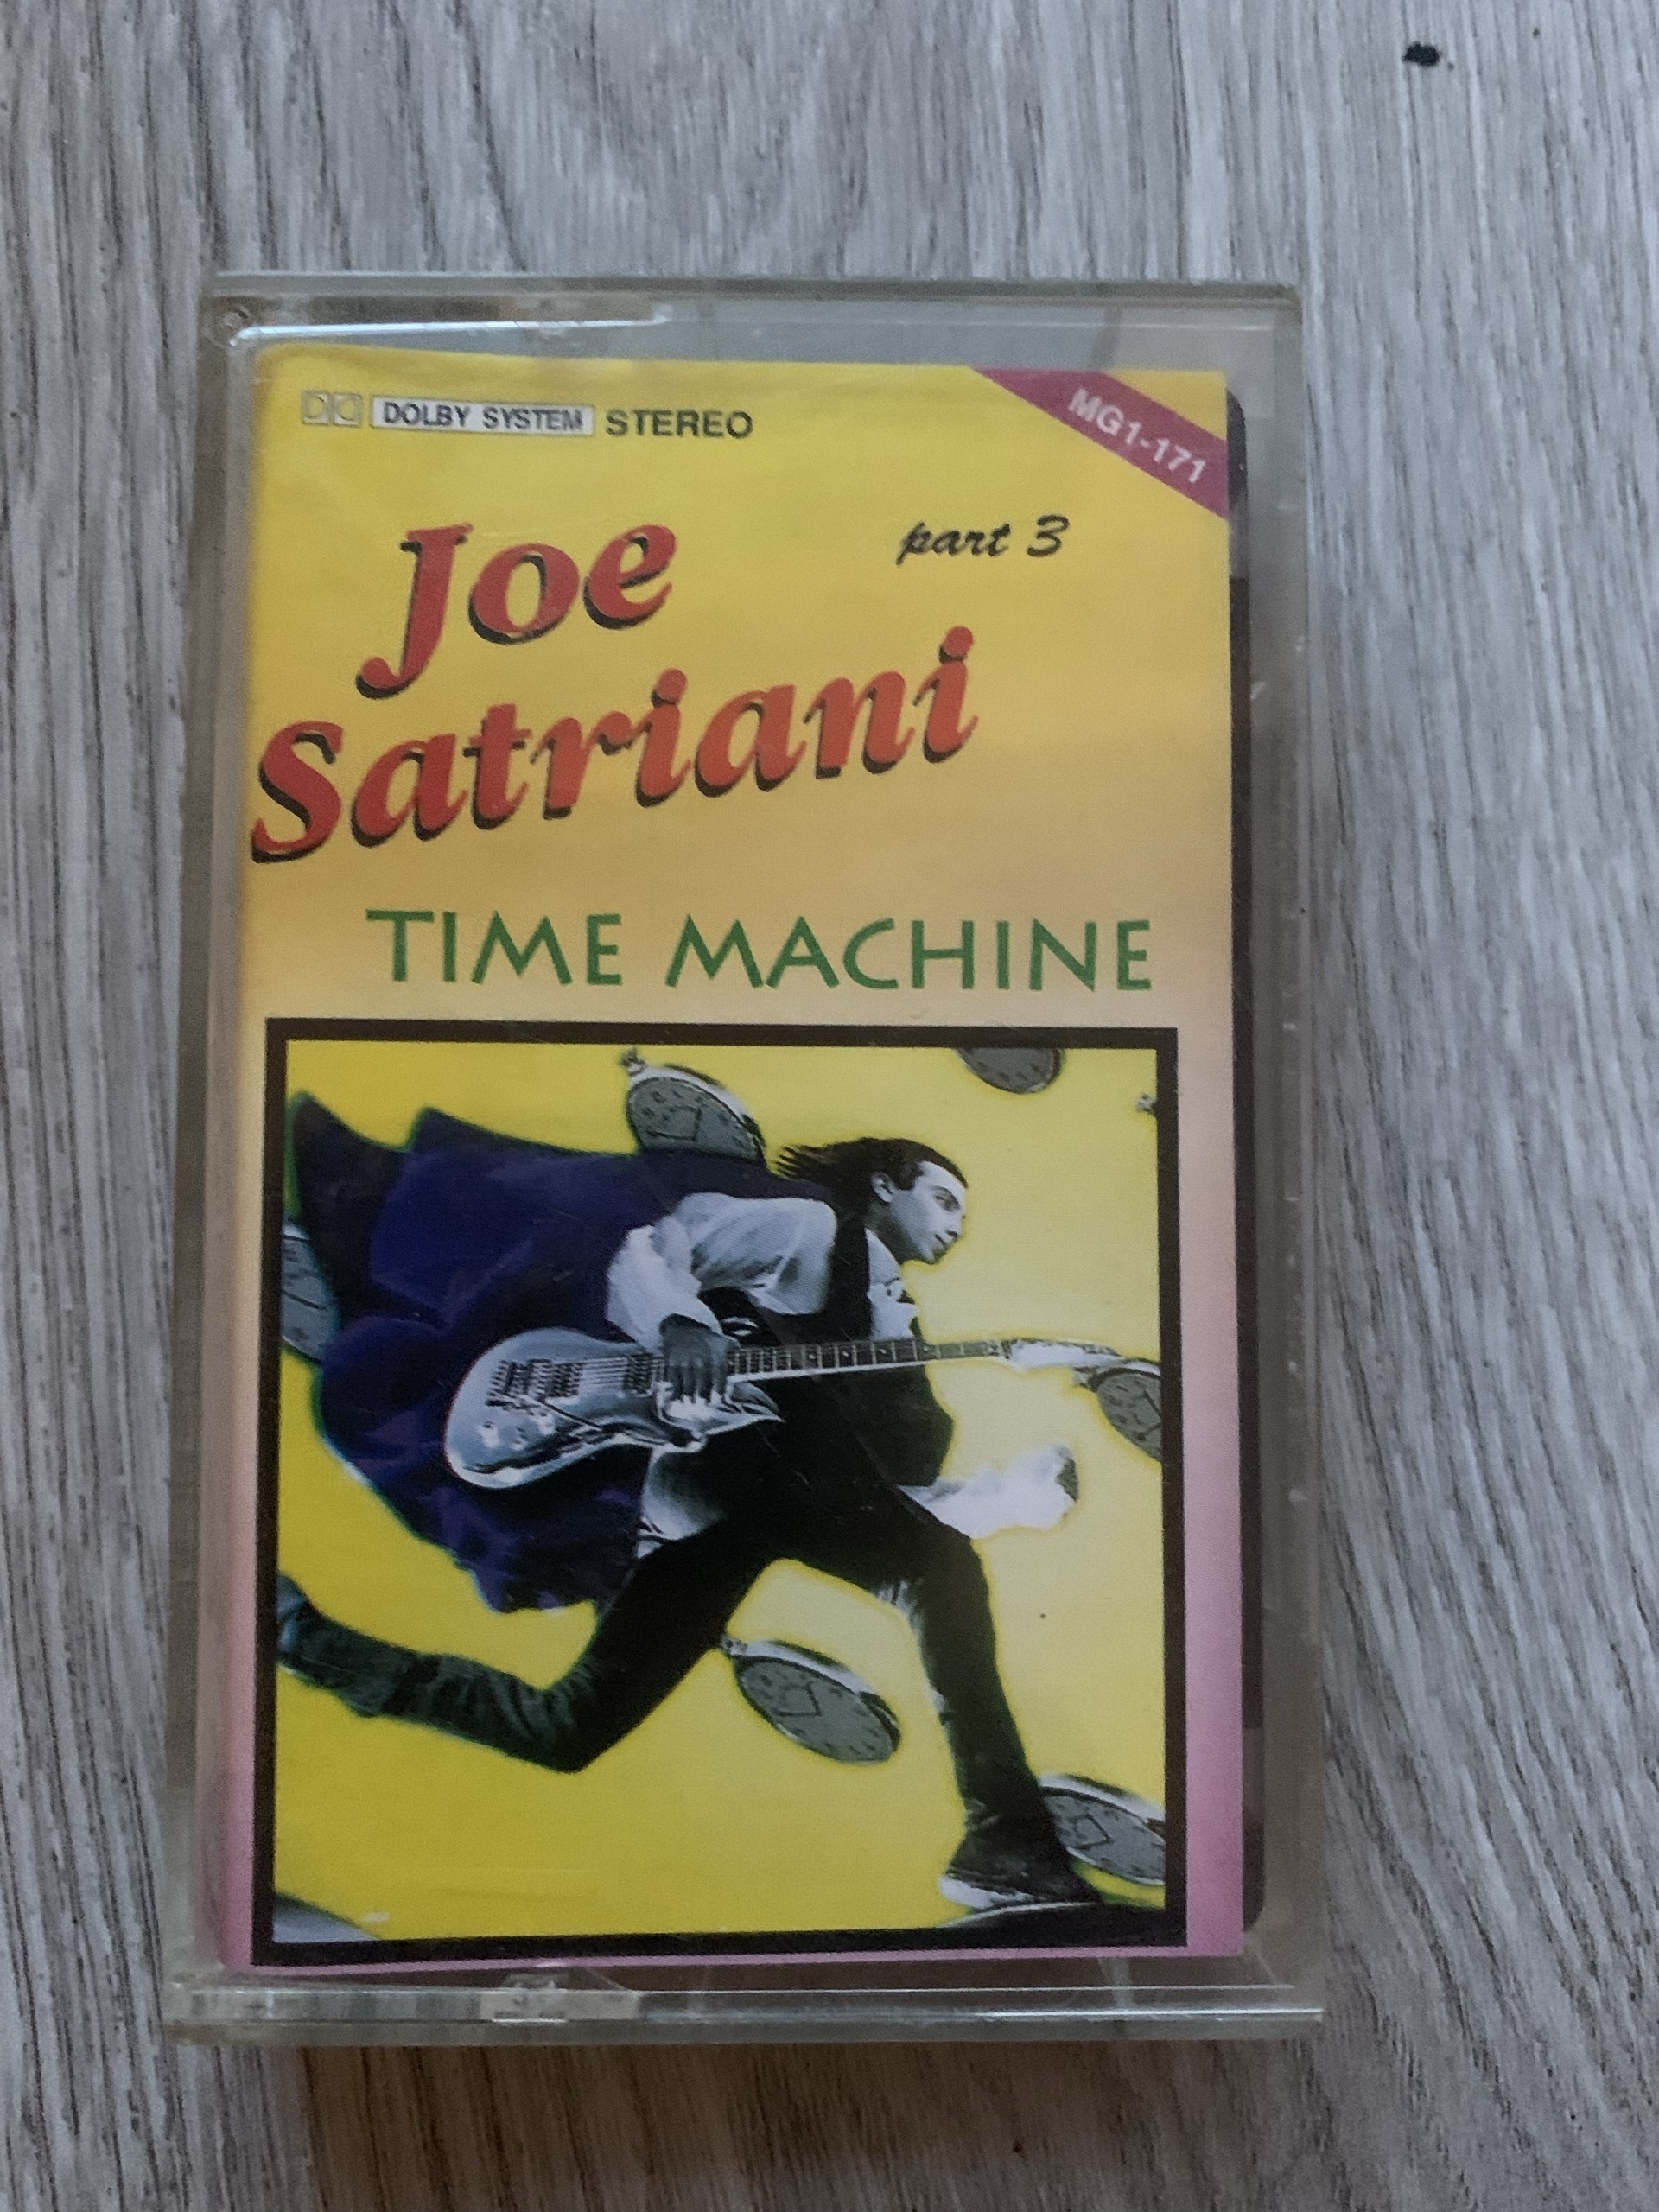 DOLBY SYSTEM STEREO
MG1-171
part 3
Joe
Satriani
TIME MACHINE